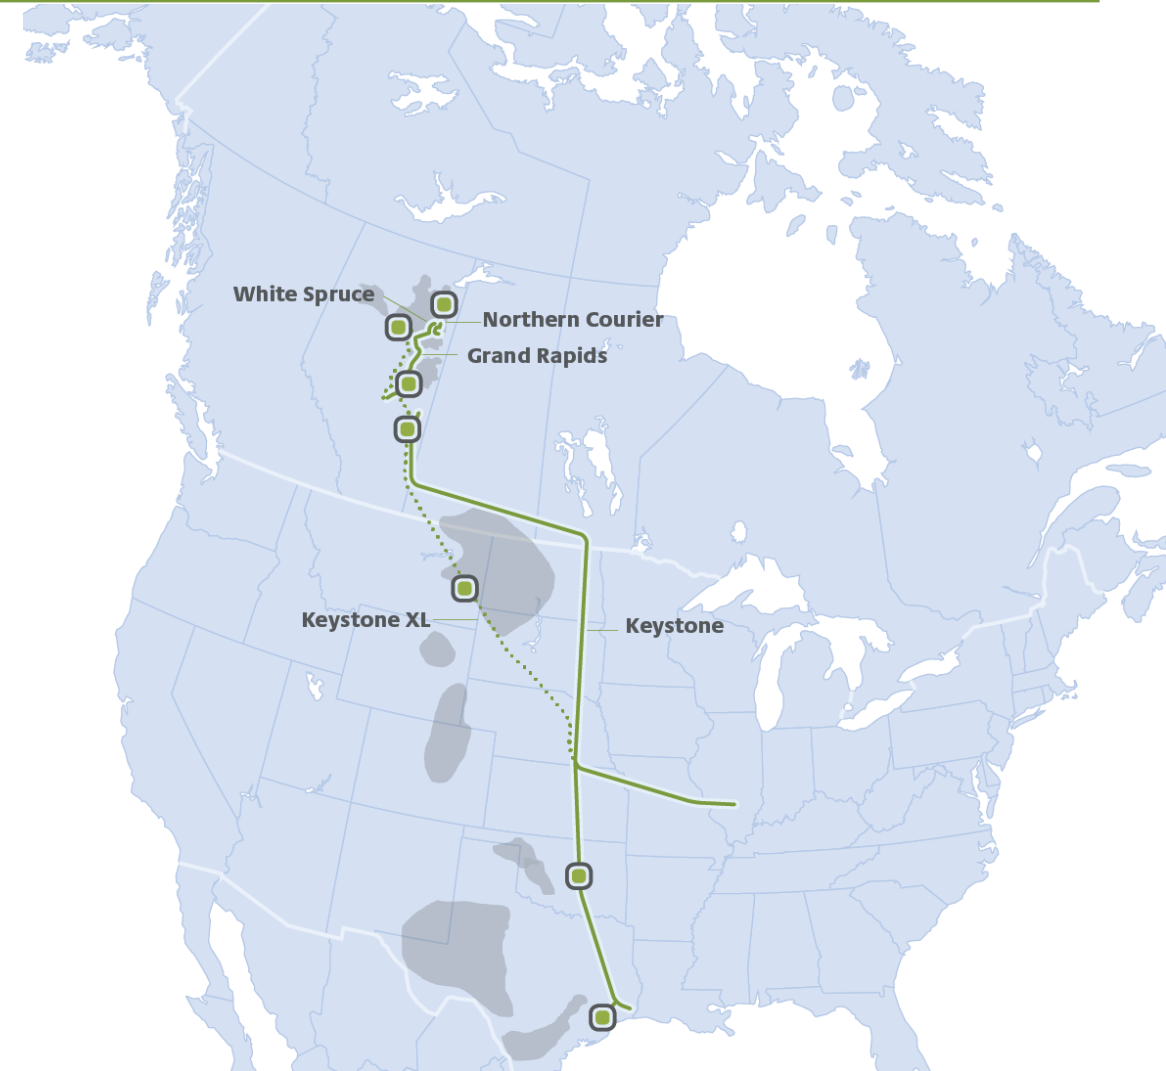 White Spruce
Northern Courier
Grand Rapids
Keystone XL
Keystone